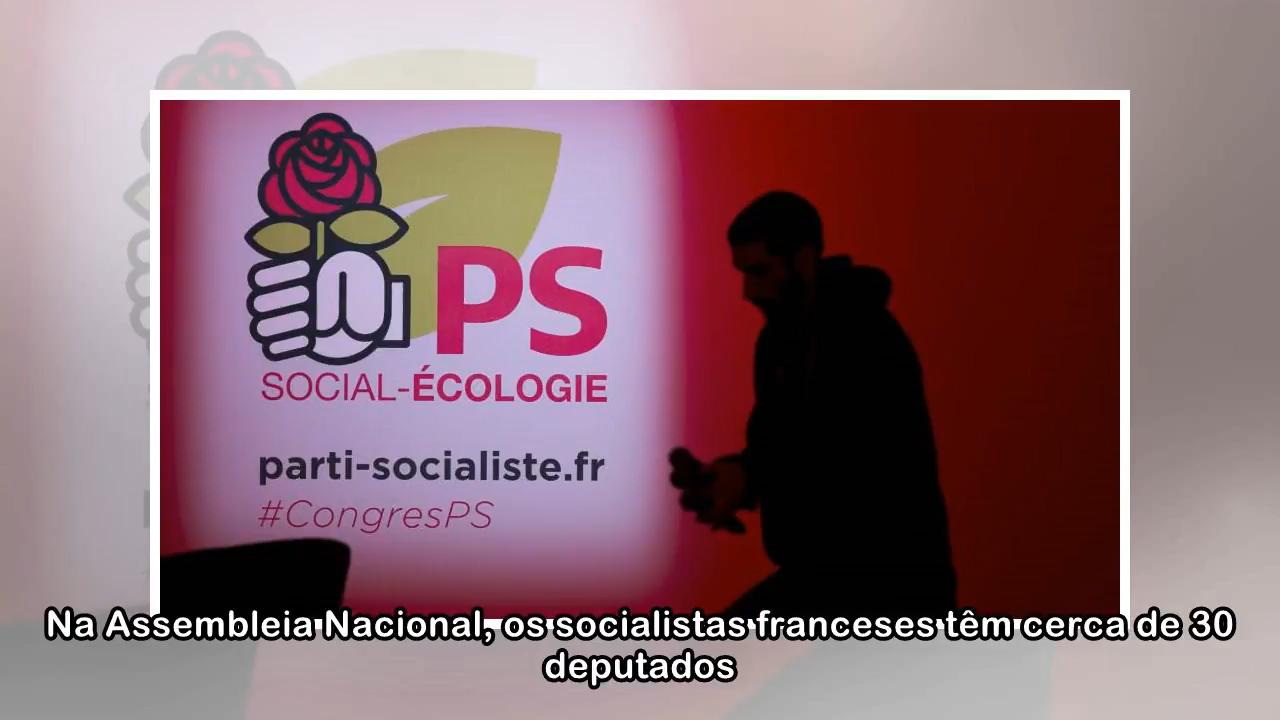 PS
SOCIAL-ÉCOLOGIE
parti-socialiste.fr
#CongresPS
Na Assembleia Nacional, os socialistas franceses têm cerca de 30
deputados